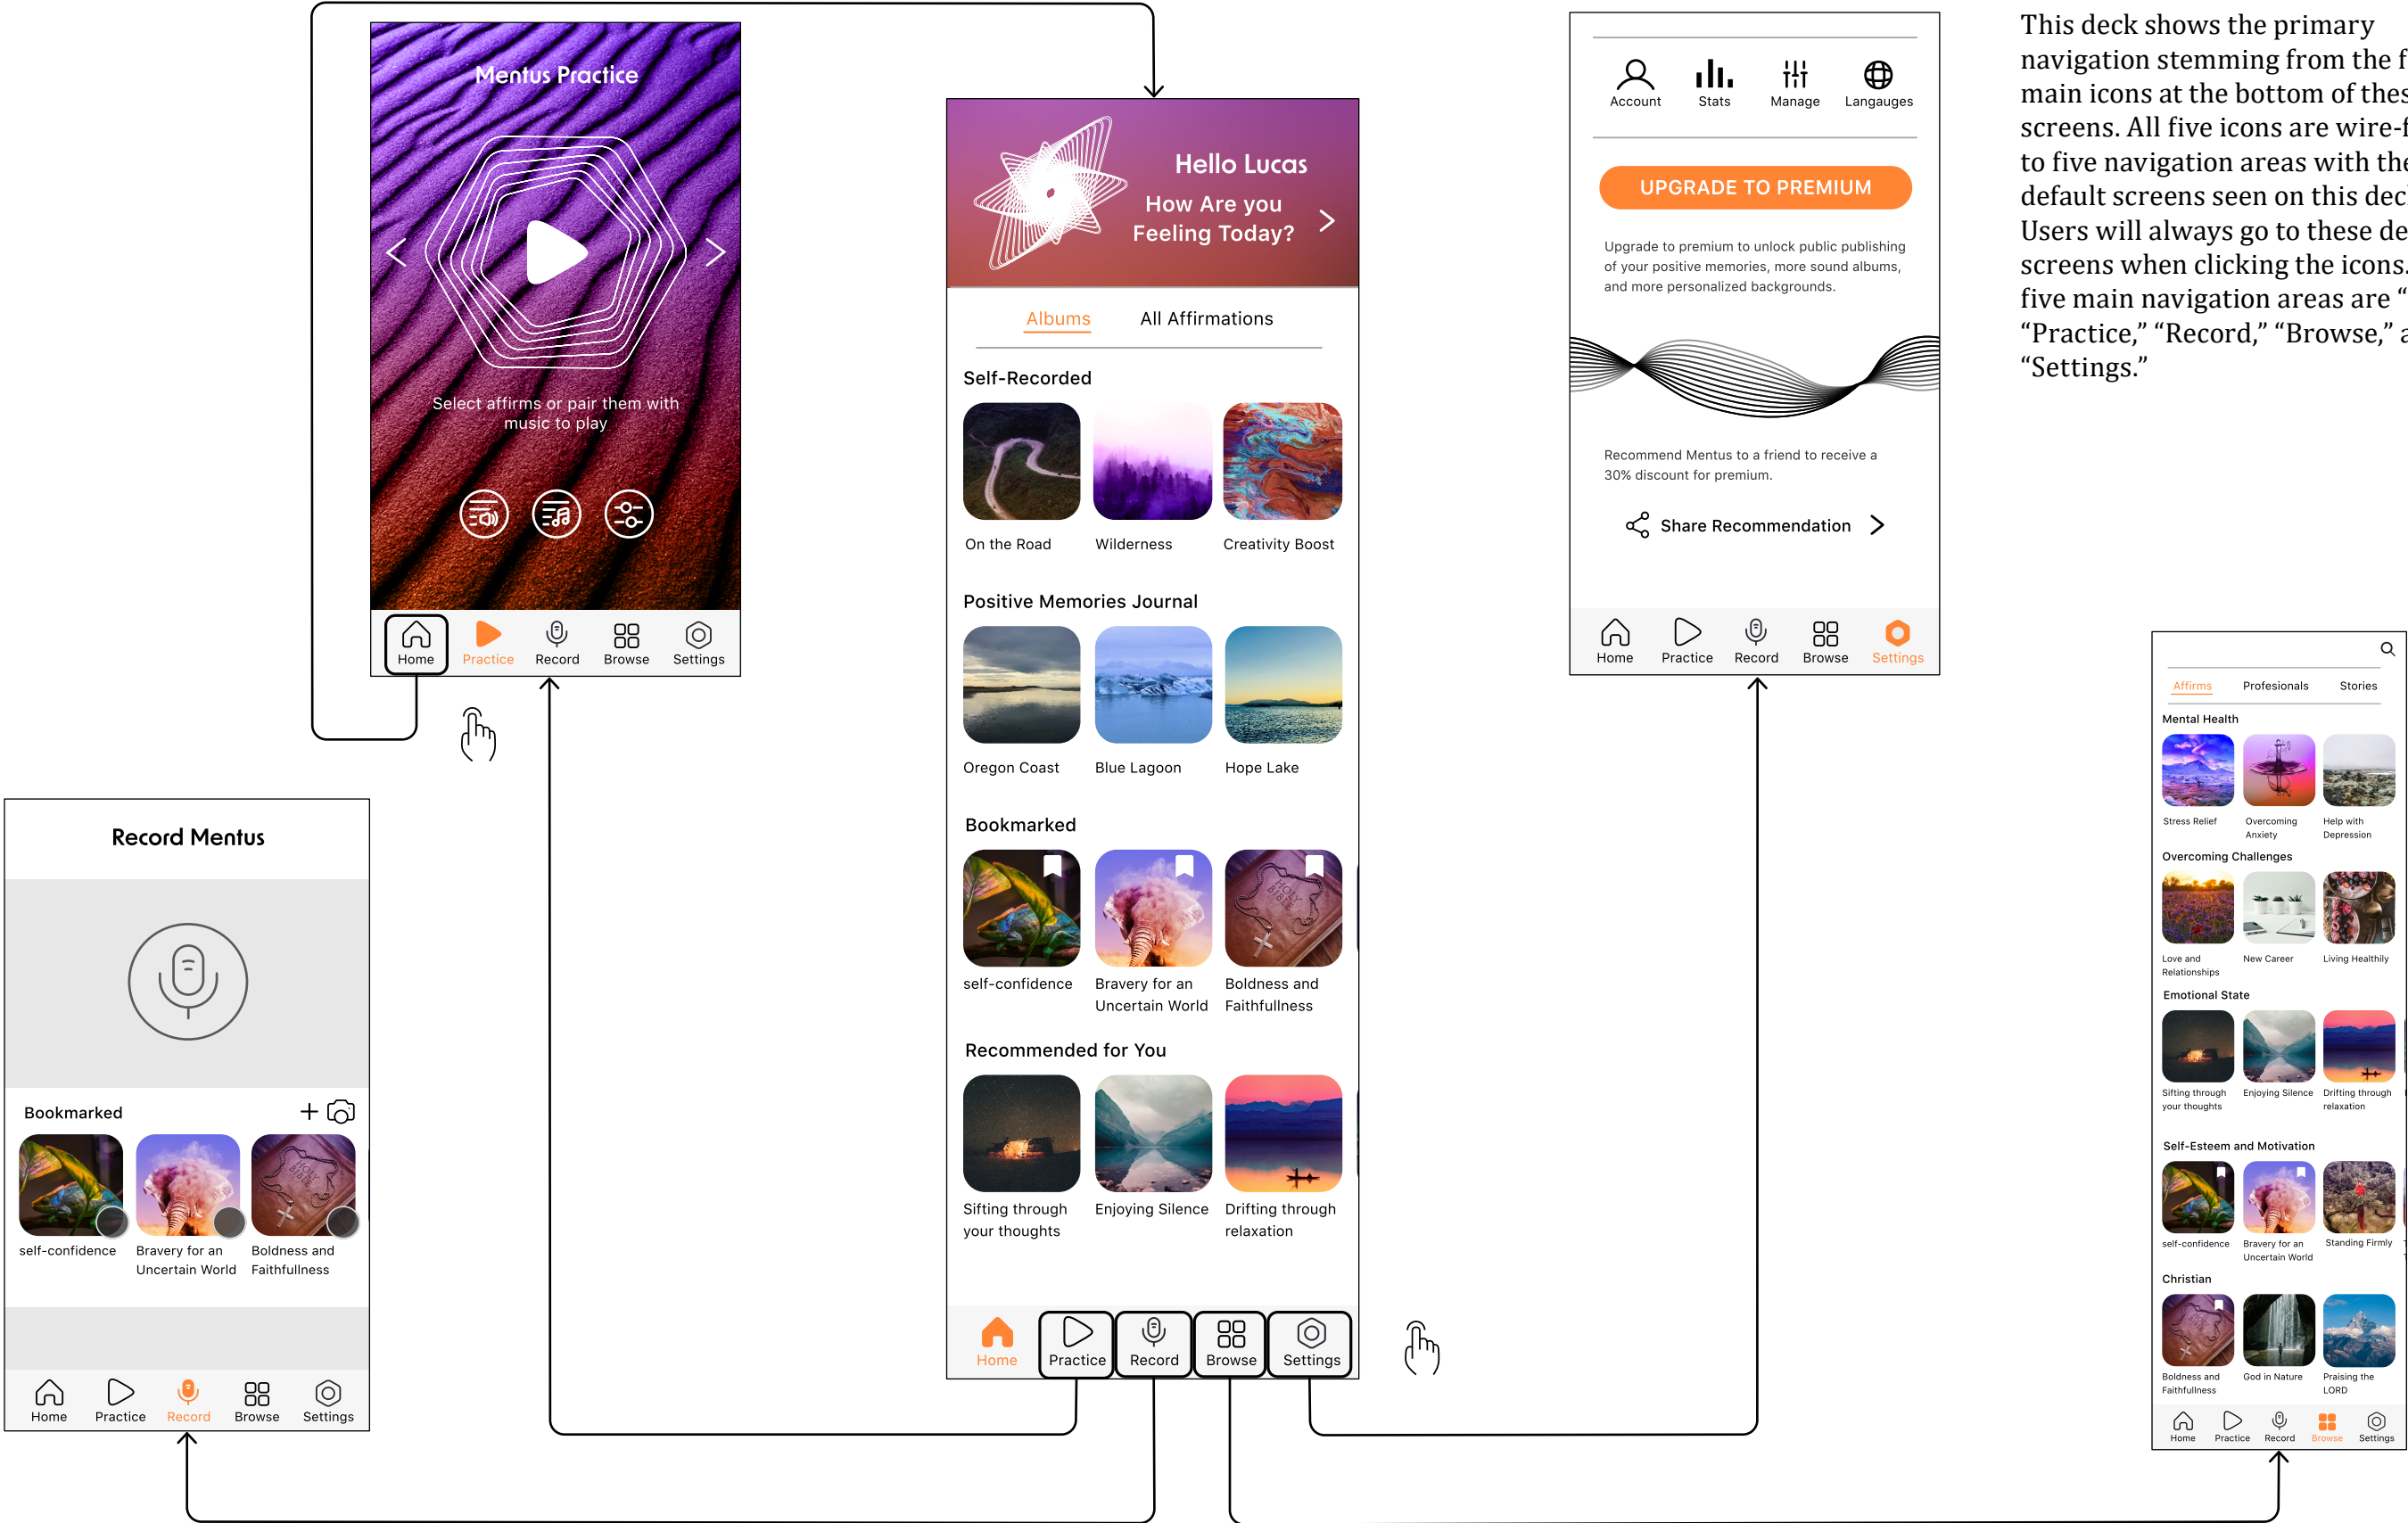 Mentus Practice
Select affirms or pair them with
music to play
Home
Practice
Record
Browse
Settings
Record Mentus
Bookmarked
self-confidence
Bravery for an
Uncertain World
Boldness and
Faithfullness
Home
Practice
Record
Browse
Settings
Hello Lucas
How Are you
Feeling Today?
Albums
All Affirmations
Self-Recorded
On the Road
Wilderness
Creativity Boost
Positive Memories Journal
Oregon Coast
Blue Lagoon
Hope Lake
Bookmarked
HOLY
BIBLE
self-confidence
Bravery for an
Uncertain World
Boldness and
Faithfullness
Recommended for You
Sifting through
your thoughts
Enjoying Silence
Drifting through
relaxation
Home
Practice
Record
Browse
Settings
Account
Stats
Manage
Langauges
UPGRADE TO PREMIUM
Upgrade to premium to unlock public publishing
of your positive memories, more sound albums,
and more personalized backgrounds.
Recommend Mentus to a friend to receive a
30% discount for premium.
Share Recommendation
Home
Practice
Record
Browse
Settings
This deck shows the primary
navigation stemming from the
main icons at the bottom of
screens. All five icons are
to five navigation areas with
default screens seen on this
Users will always go to these
screens when clicking the icons.
five main navigation areas are
“Practice,” “Record,” “Browse,”
“Settings.”
Affirms
Profesionals
Stories
Mental Health
Stress Relief
Overcoming
Anxiety
Help with
Depression
Overcoming Challenges
Love and
Relationships
New Career
Living Healthily
Emotional State
Sifting through
your thoughts
Enjoying Silence
Drifting through
relaxation
Self-Esteem and Motivation
self-confidence
Bravery for an
Uncertain World
Standing Firmly
Christian
Boldness and
Faithfullness
God in Nature
Praising the
LORD
Home
Practice
Record
Browse
Settings